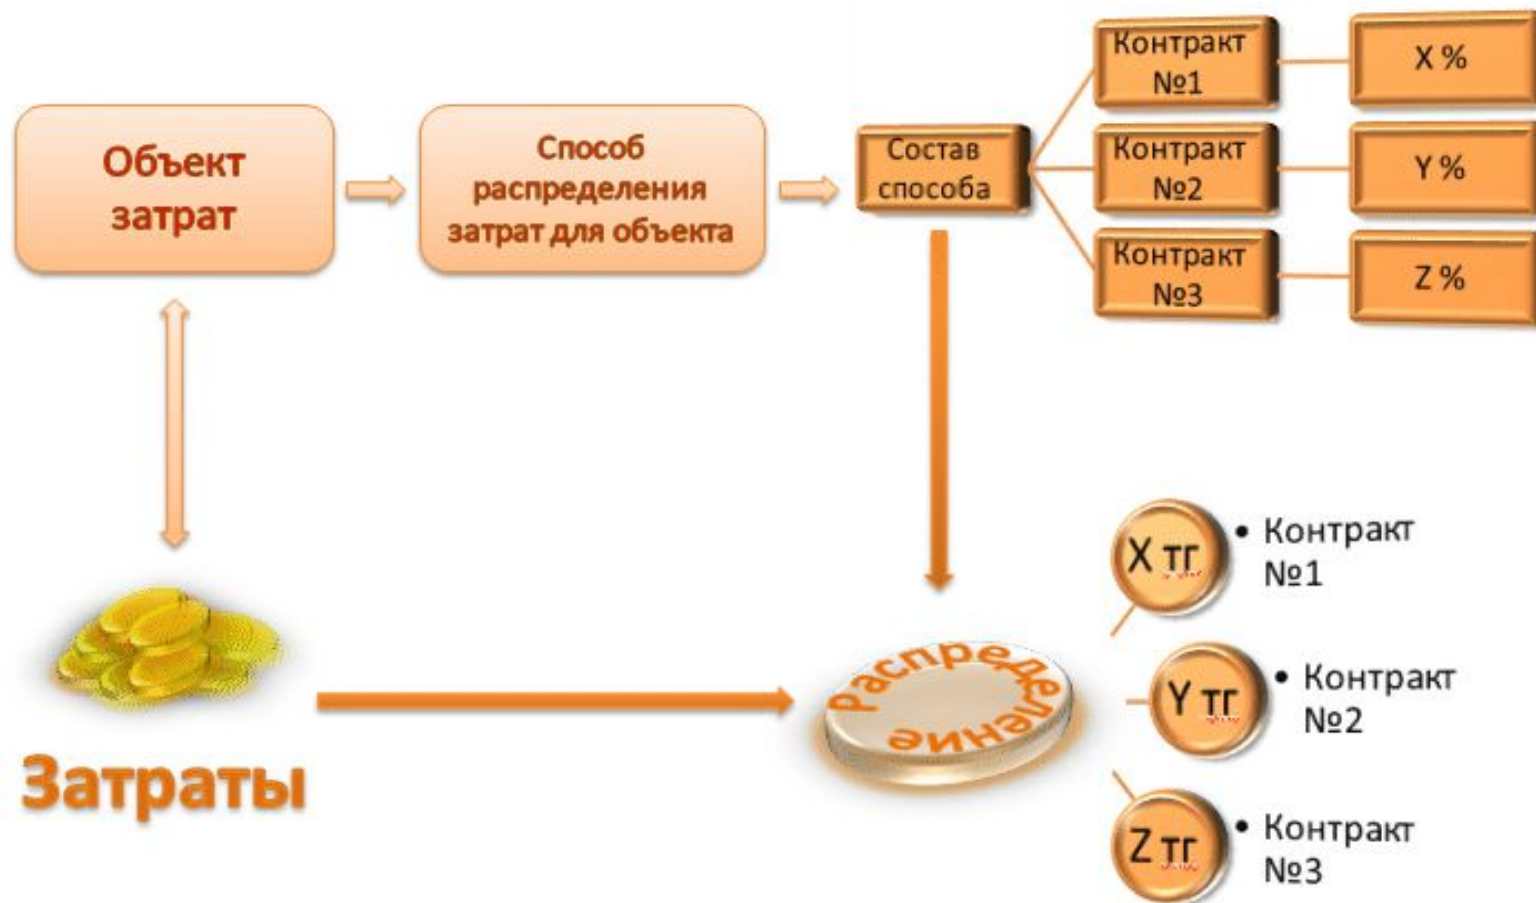 Объект
затрат
Способ
распределения
затрат для объекта
Состав
способа
Контракт
№1
X %
Контракт
№2
Y %
Контракт
№3
Z %
Затраты
Распределение
X тг
• Контракт
№1
Y тг
• Контракт
№2
Z тг
• Контракт
№3